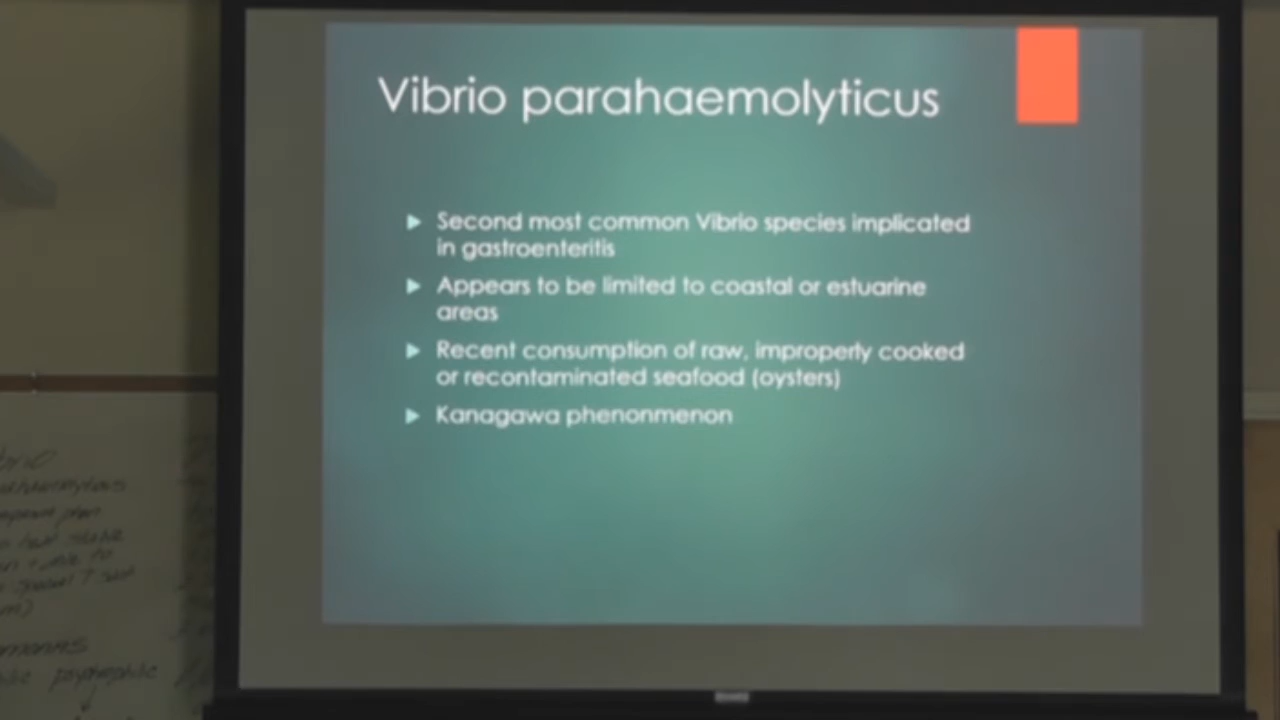 Vibrio parahaemolyticus
Second most common Vibrio species implicated
in gastroenteritis
Appears to be limited to coastal or estuarine
areas
Recent consumption of raw, improperly cooked
or recontaminated seafood (oysters)
Kanagawa phenonmenon